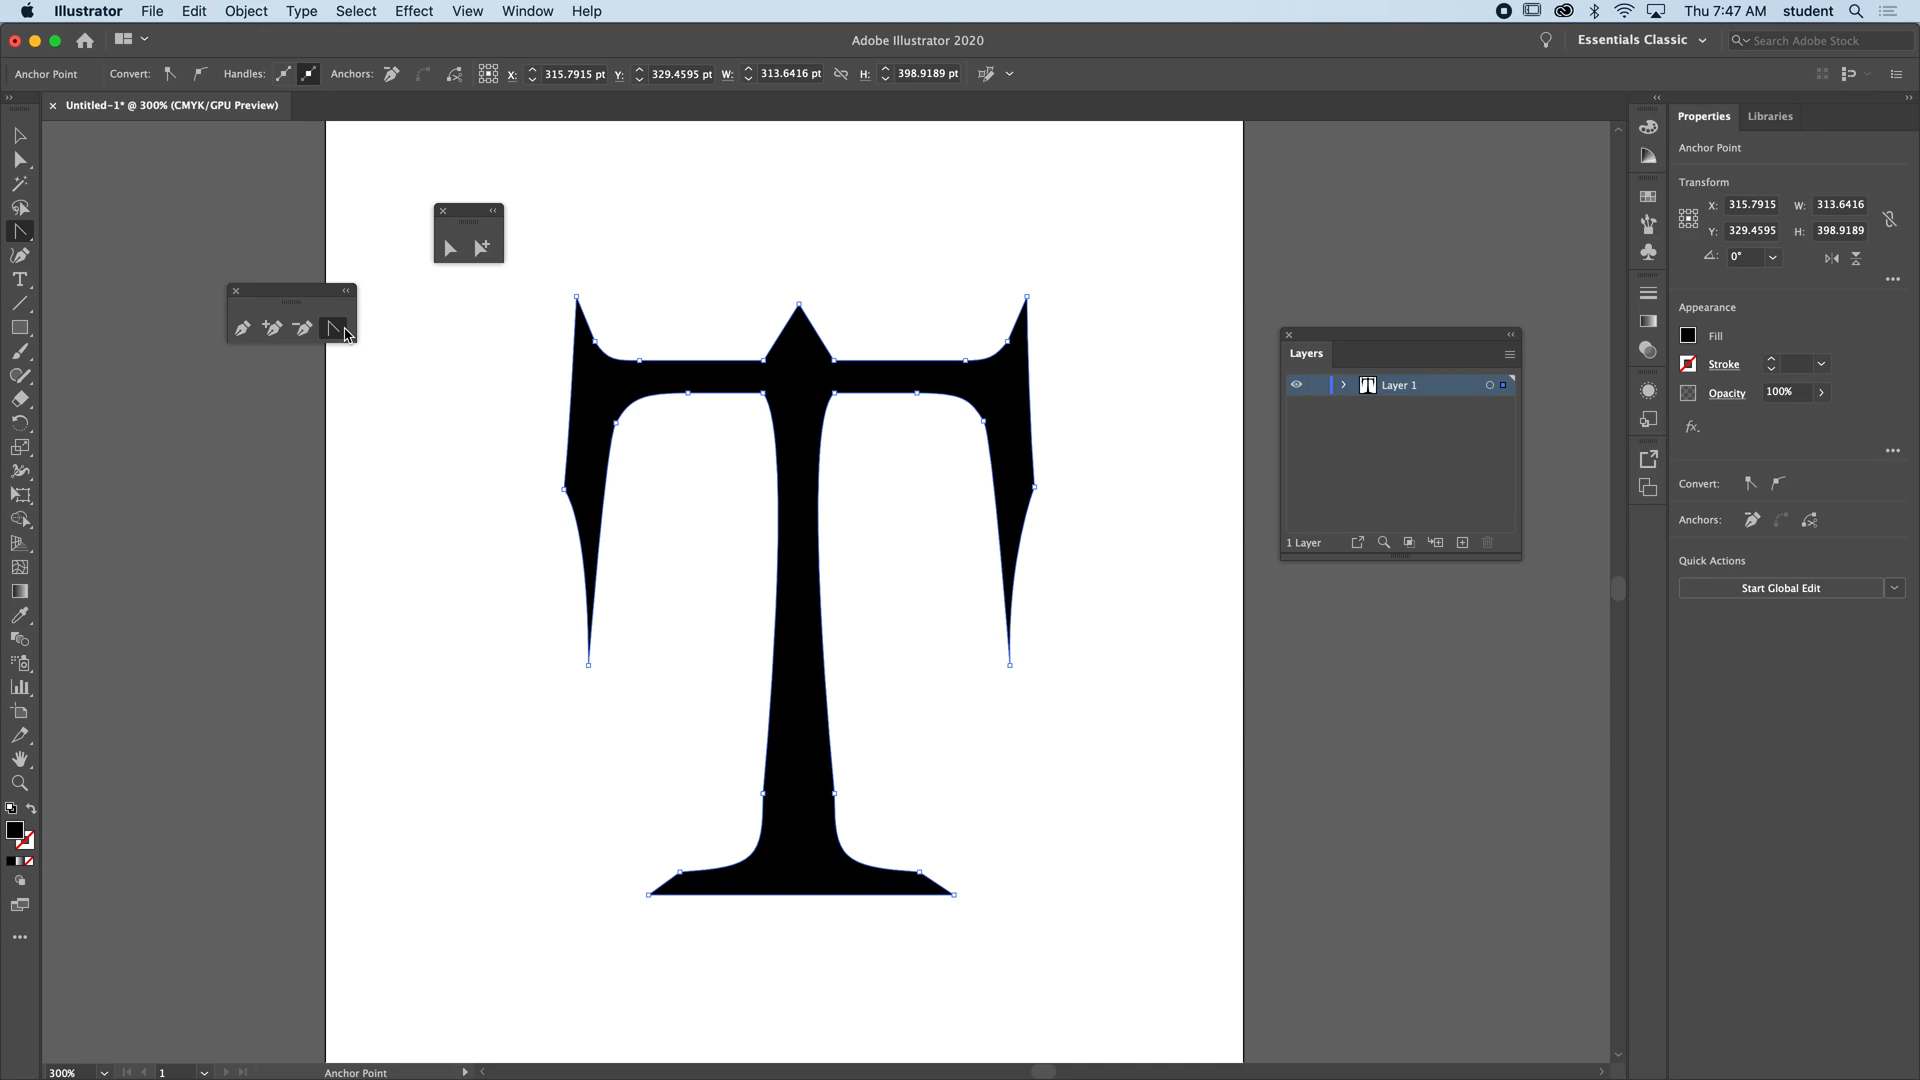 Illustrator File Edit Object Type Select Effect View Window Help Thu 7:47 AM student
Adobe Illustrator 2020 Essentials Classic Search Adobe Stock
Anchor Point Convert: Handles: Anchors: X: 315.7915 pt Y: 329.4595 pt W: 313.6416 pt H: 398.9189 pt
Untitled-1* @ 300% (CMYK/GPU Preview)
Properties Libraries
Anchor Point
Transform
X: 315.7915 W: 313.6416
Y: 329.4595 H: 398.9189
0°
Appearance
Fill
Stroke
Opacity 100%
fx.
Convert:
Anchors:
Quick Actions
Start Global Edit
Layers
Layer 1
1 Layer
T
300% 1 Anchor Point